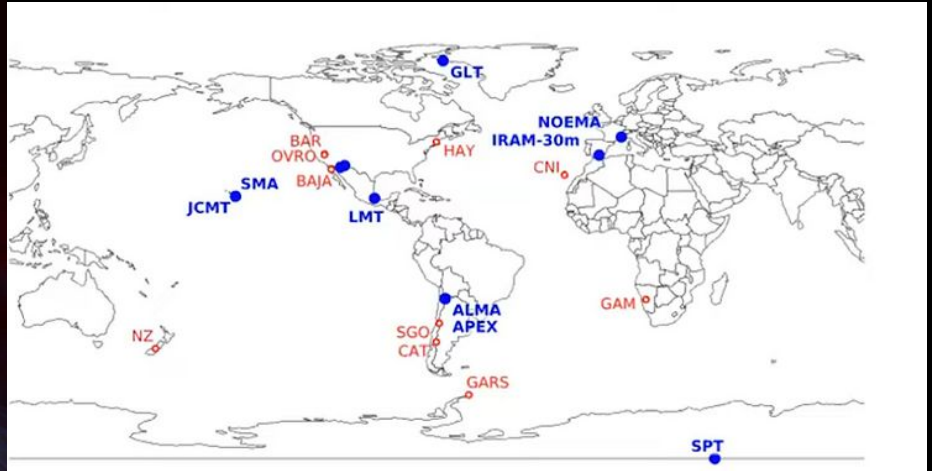 GLT
NOEMA
IRAM-30m
BAR
OVRO
HAY
CNI
BAJA
SMA
JCMT
LMT
GAM
ALMA
APEX
SGO
CAT
NZ
GARS
SPT